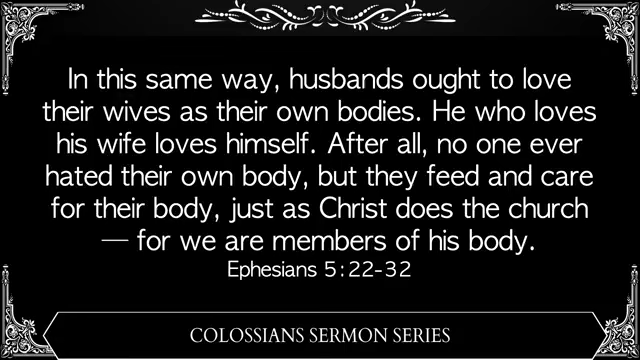 In this same way, husbands ought to love
their wives as their own bodies. He who loves
his wife loves himself. After all, no one ever
hated their own body, but they feed and care
for their body, just as Christ does the church
— for we are members of his body.
Ephesians 5:22-32
COLOSSIANS SERMON SERIES